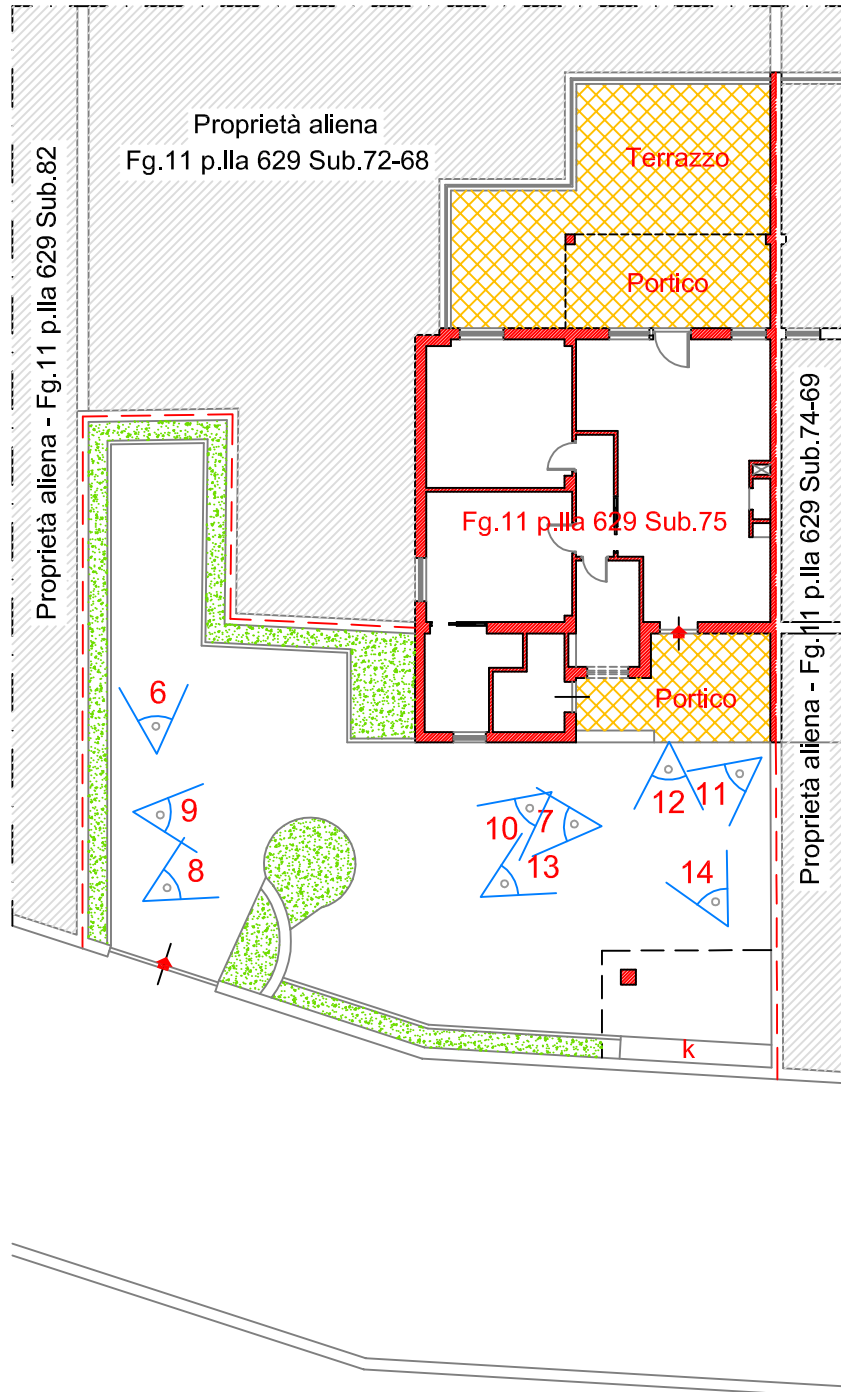 Proprietà aliena
Fg.11 p.lla 629 Sub.72-68
Proprietà aliena - Fg.11 p.lla 629 Sub.82
Terrazzo
Portico
Fg.11 p.lla 629 Sub.75
Proprietà aliena - Fg.11 p.lla 629 Sub.74-69
Portico
6
9
8
10
7
13
12
11
14
k